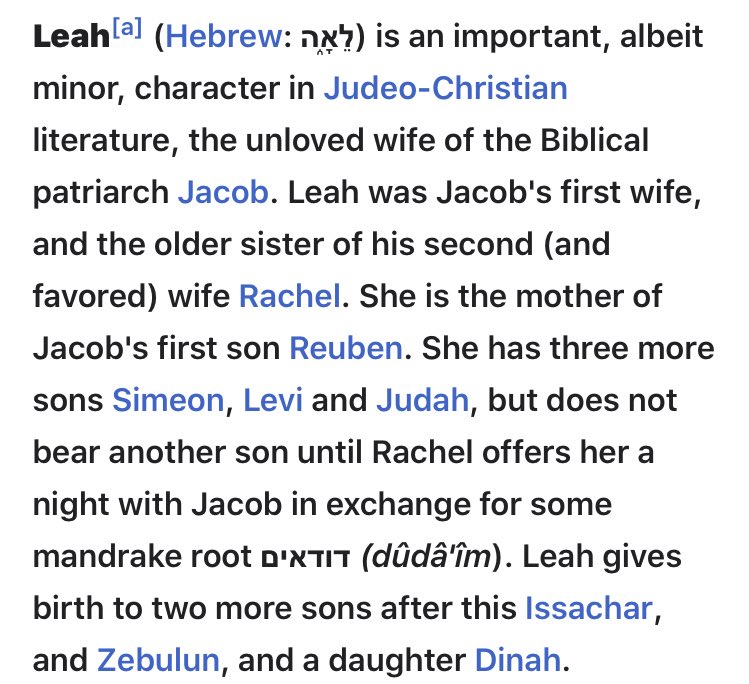 Leah[a] (Hebrew: לֵאָה) is an important, albeit
minor, character in Judeo-Christian
literature, the unloved wife of the Biblical
patriarch Jacob. Leah was Jacob's first wife,
and the older sister of his second (and
favored) wife Rachel. She is the mother of
Jacob's first son Reuben. She has three more
sons Simeon, Levi and Judah, but does not
bear another son until Rachel offers her a
night with Jacob in exchange for some
mandrake root דודאים (dûdâ'îm). Leah gives
birth to two more sons after this Issachar,
and Zebulun, and a daughter Dinah.